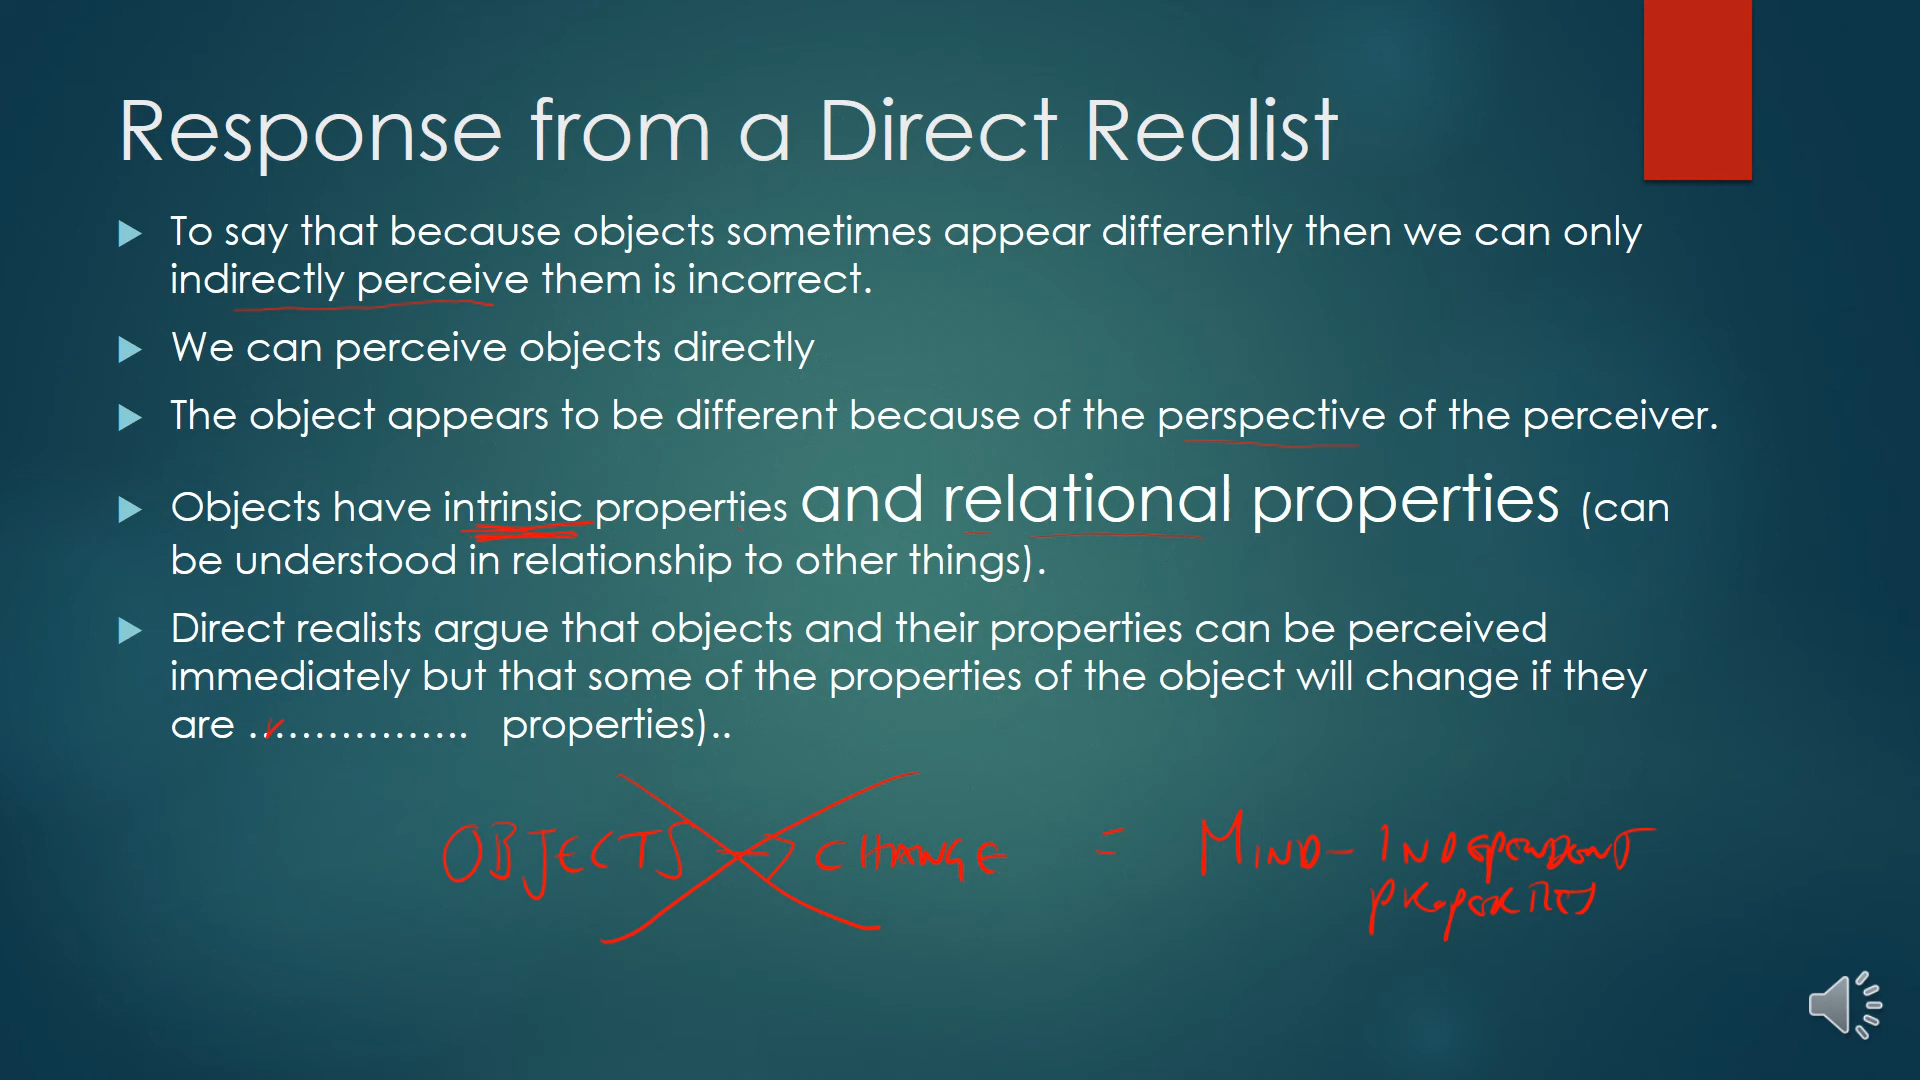 Response from a Direct Realist
To say that because objects sometimes appear differently then we can only
indirectly perceive them is incorrect.
We can perceive objects directly
The object appears to be different because of the perspective of the perceiver.
Objects have intrinsic properties and relational properties (can
be understood in relationship to other things).
Direct realists argue that objects and their properties can be perceived
immediately but that some of the properties of the object will change if they
are …………….. properties)..
OBJECTS → CHANGE = MIND-INDEPENDENT
PROPERTIES